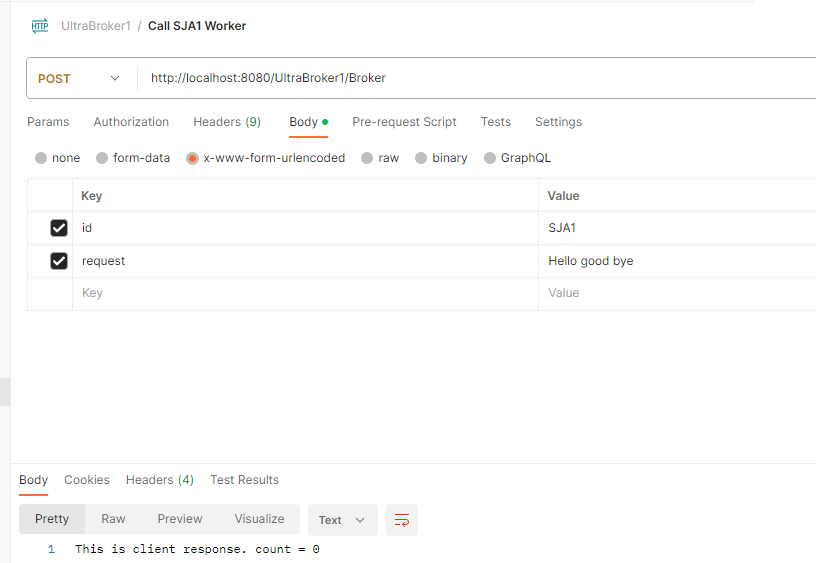 HTTP UltraBroker1 / Call SJA1 Worker
POST http://localhost:8080/UltraBroker1/Broker
Params Authorization Headers (9) Body Pre-request Script Tests Settings
none form-data x-www-form-urlencoded raw binary GraphQL
Key Value
id SJA1
request Hello good bye
Key Value
Body Cookies Headers (4) Test Results
Pretty Raw Preview Visualize Text
1 This is client response. count = 0